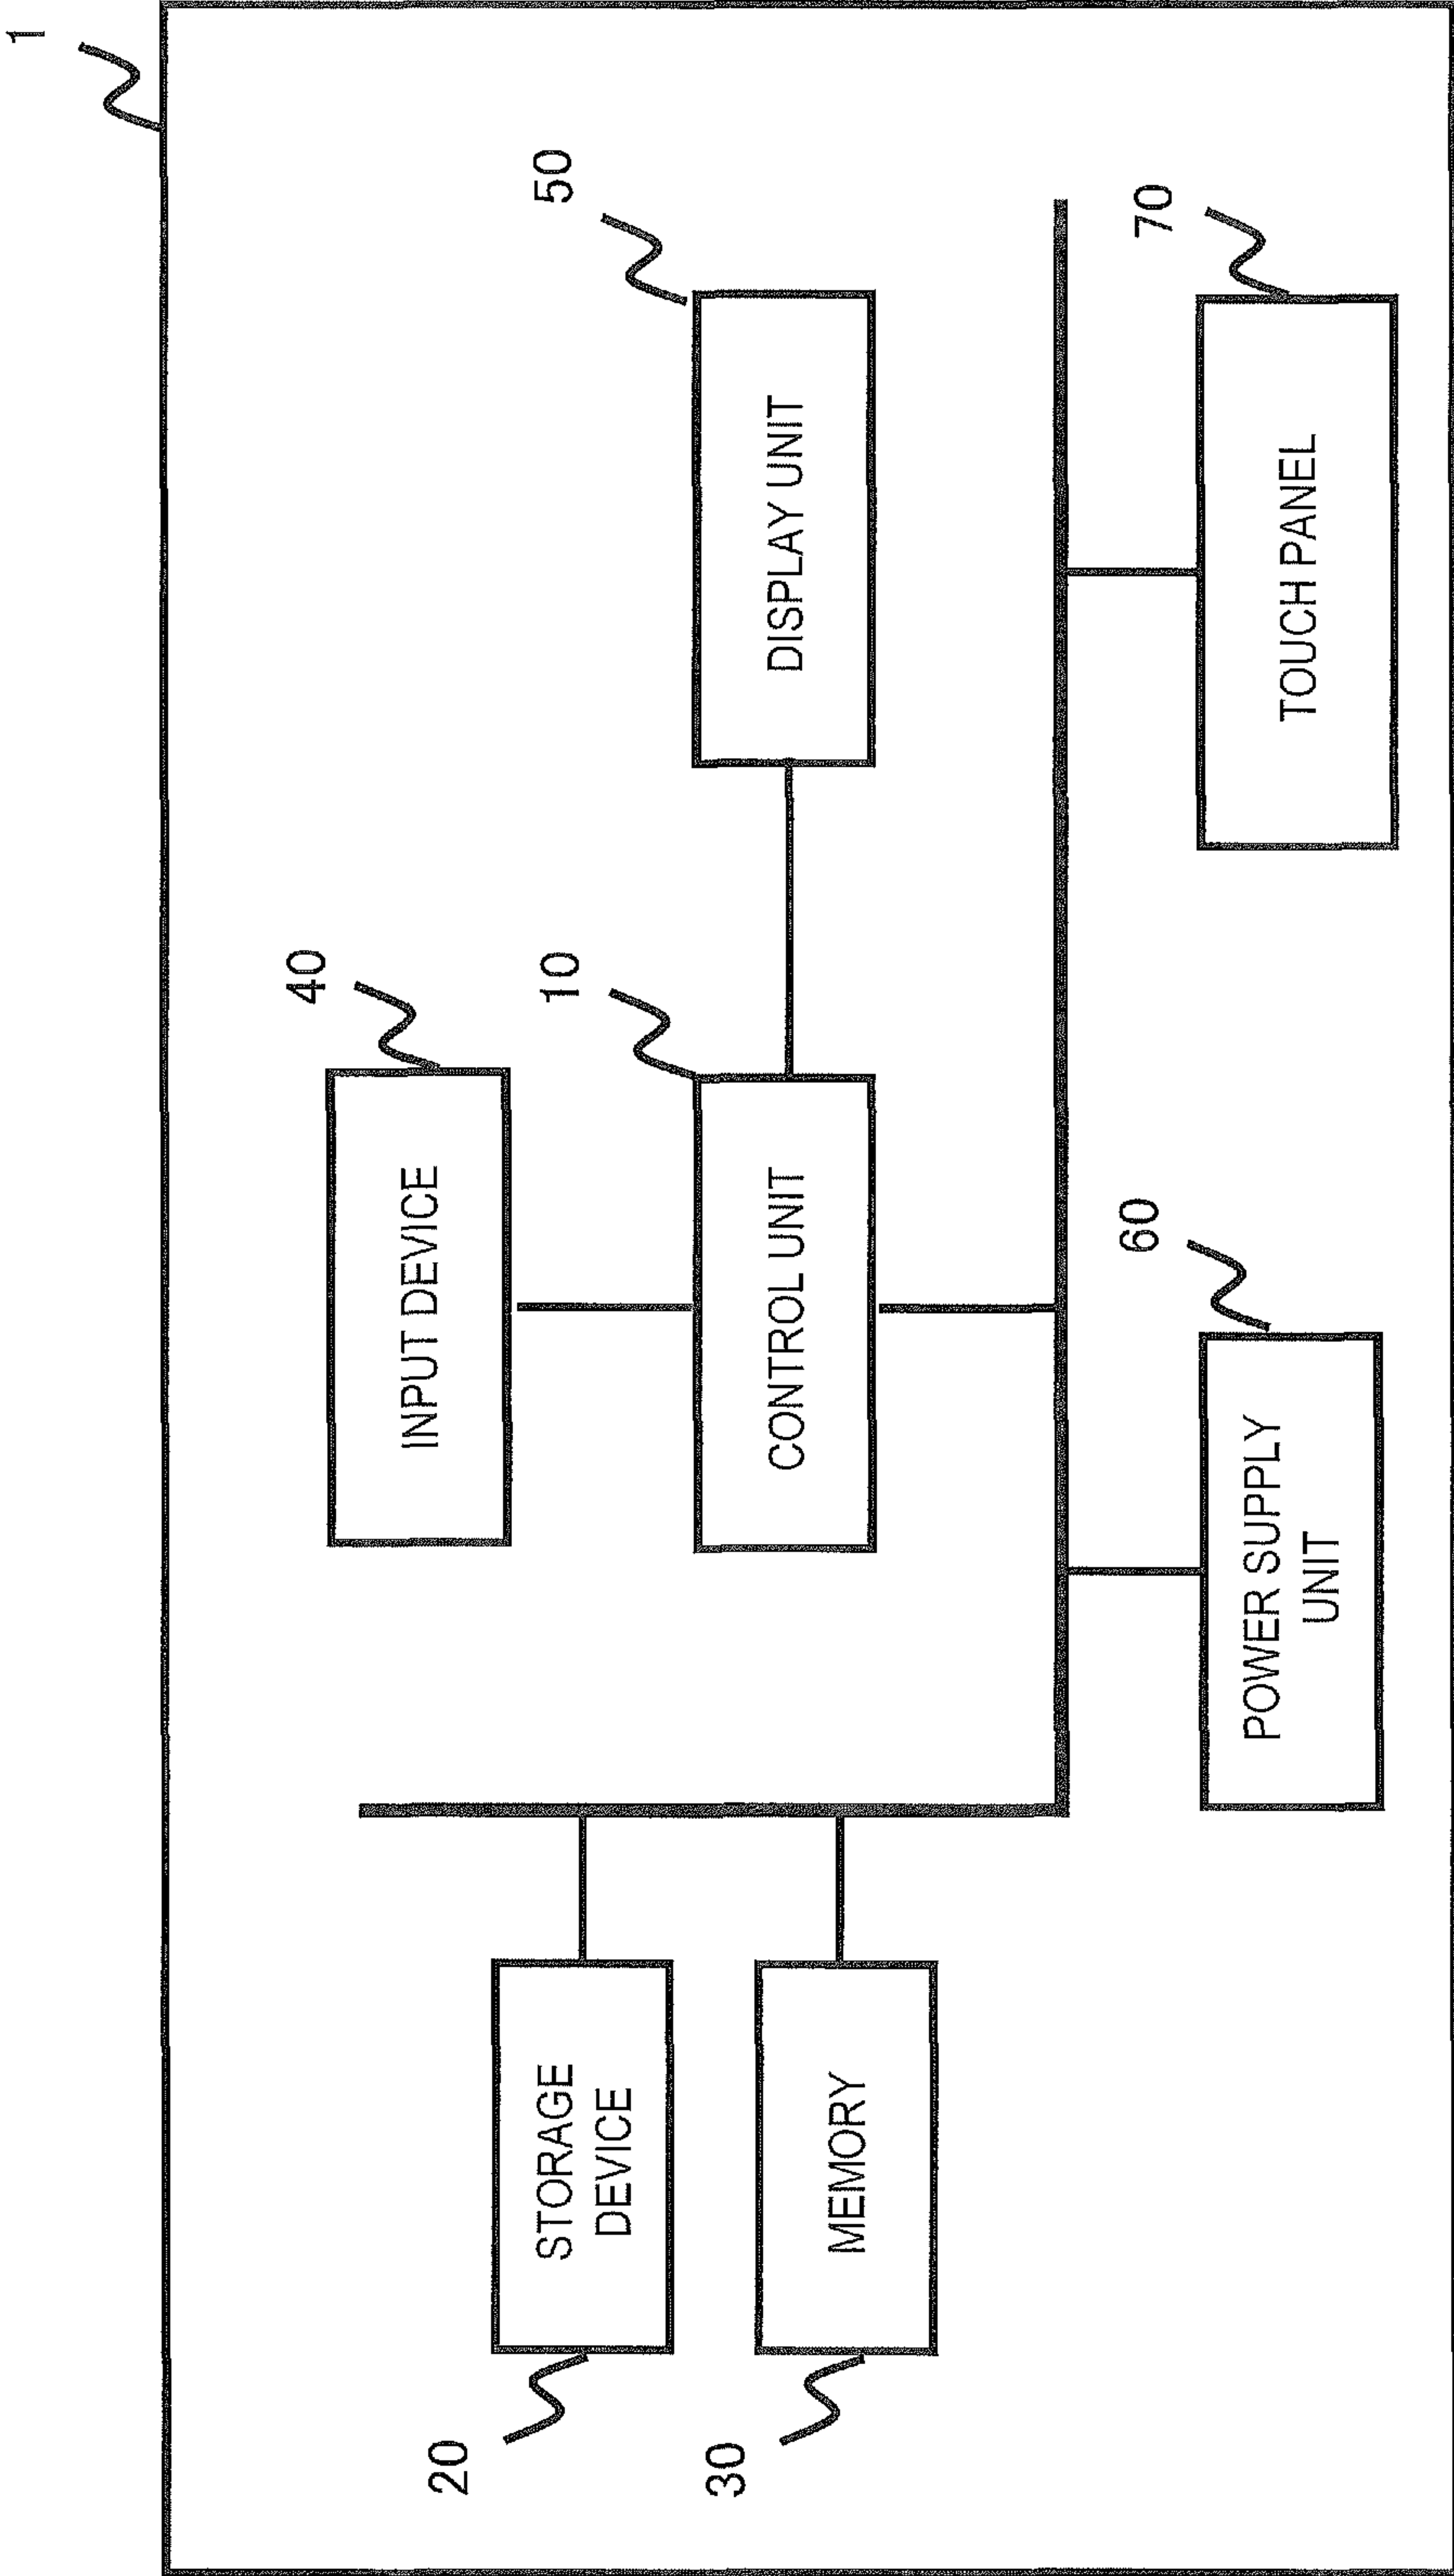 1
40
INPUT DEVICE
20
STORAGE
DEVICE
10
50
30
CONTROL UNIT
DISPLAY UNIT
MEMORY
60
70
POWER SUPPLY
UNIT
TOUCH PANEL